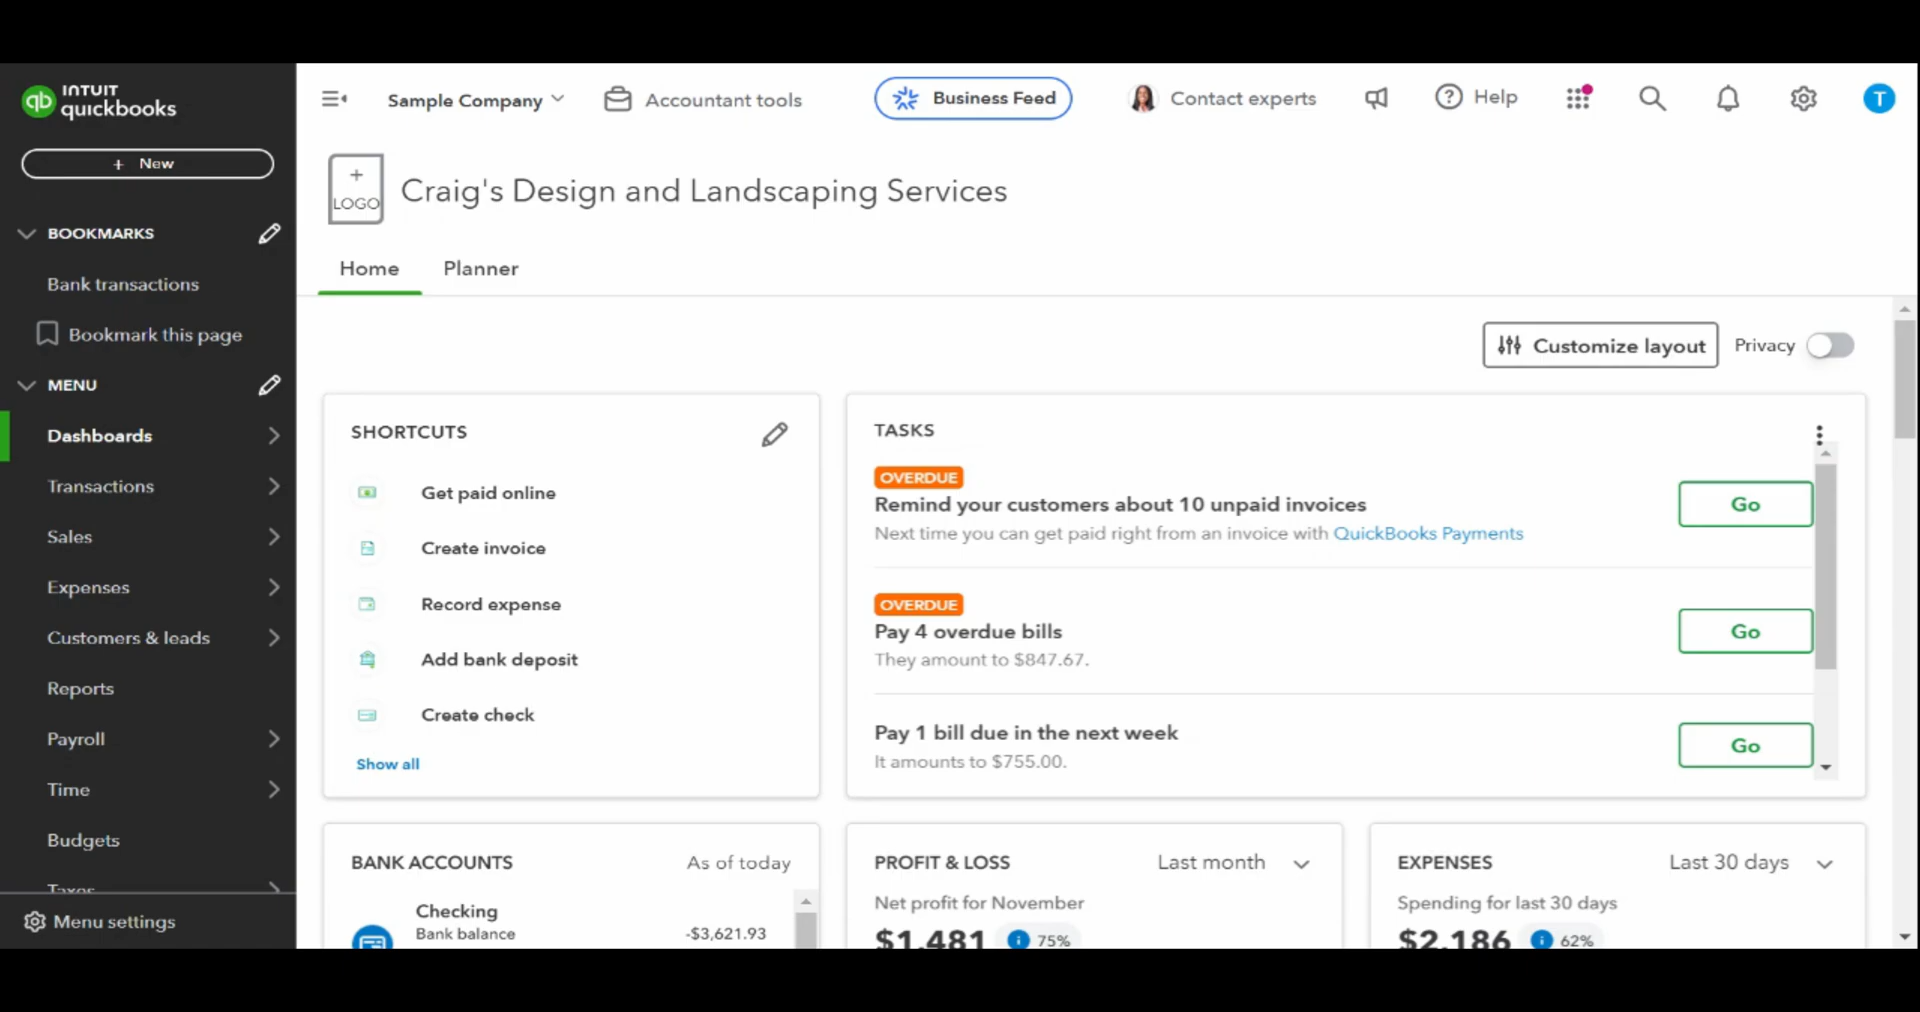 INTUIT
qb quickbooks
+ New
BOOKMARKS
Bank transactions
Bookmark this page
MENU
Dashboards
Transactions
Sales
Expenses
Customers & leads
Reports
Payroll
Time
Budgets
Taxes
Menu settings
Sample Company
Accountant tools
Business Feed
Contact experts
Help
T
+
LOGO
Craig's Design and Landscaping Services
Home Planner
Customize layout
Privacy
SHORTCUTS
Get paid online
Create invoice
Record expense
Add bank deposit
Create check
Show all
TASKS
OVERDUE
Remind your customers about 10 unpaid invoices
Next time you can get paid right from an invoice with QuickBooks Payments
Go
OVERDUE
Pay 4 overdue bills
They amount to $847.67.
Go
Pay 1 bill due in the next week
It amounts to $755.00.
Go
BANK ACCOUNTS As of today
Checking
Bank balance -$3,621.93
PROFIT & LOSS Last month
Net profit for November
$1,481 75%
EXPENSES Last 30 days
Spending for last 30 days
$2,186 62%